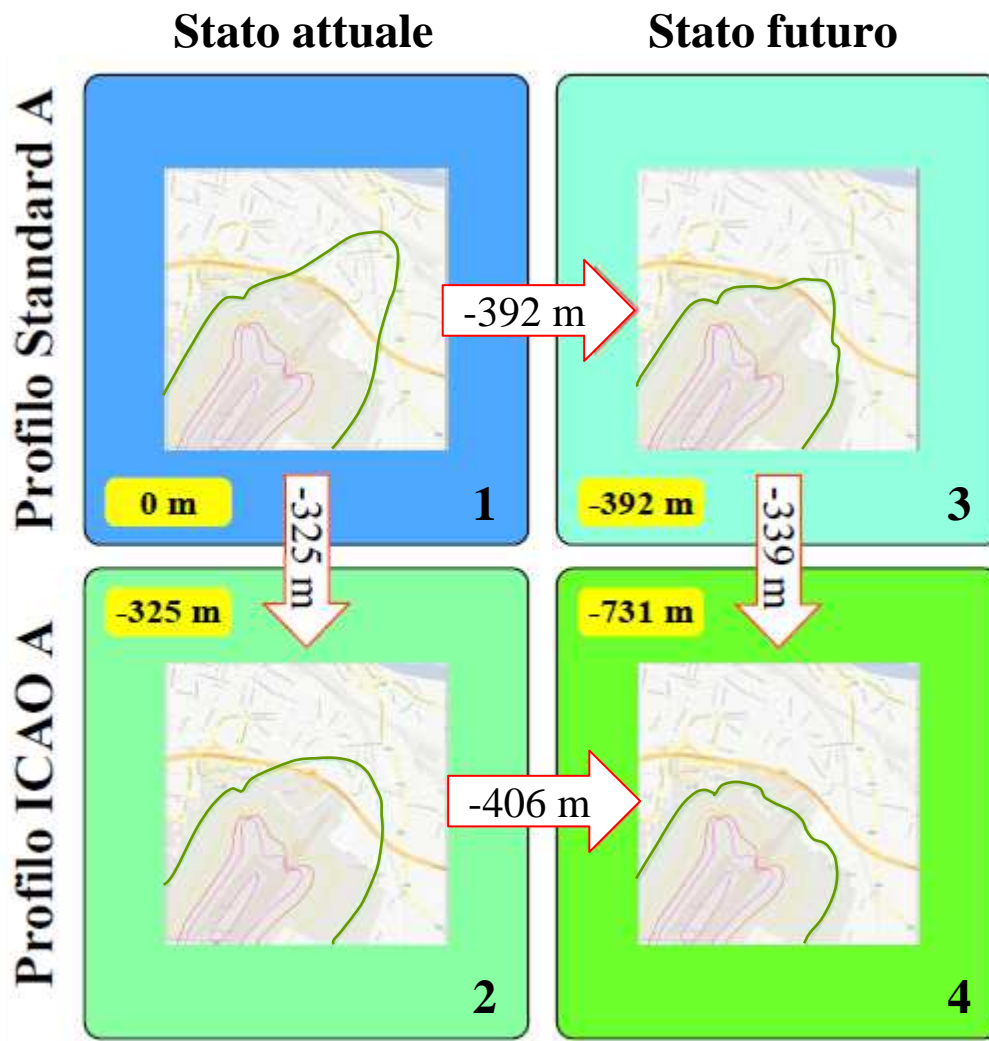 Stato attuale
Stato futuro
Profilo Standard A
-392 m
0 m
1
-392 m
3
-325 m
-339 m
Profilo ICAO A
-325 m
-731 m
-406 m
2
4